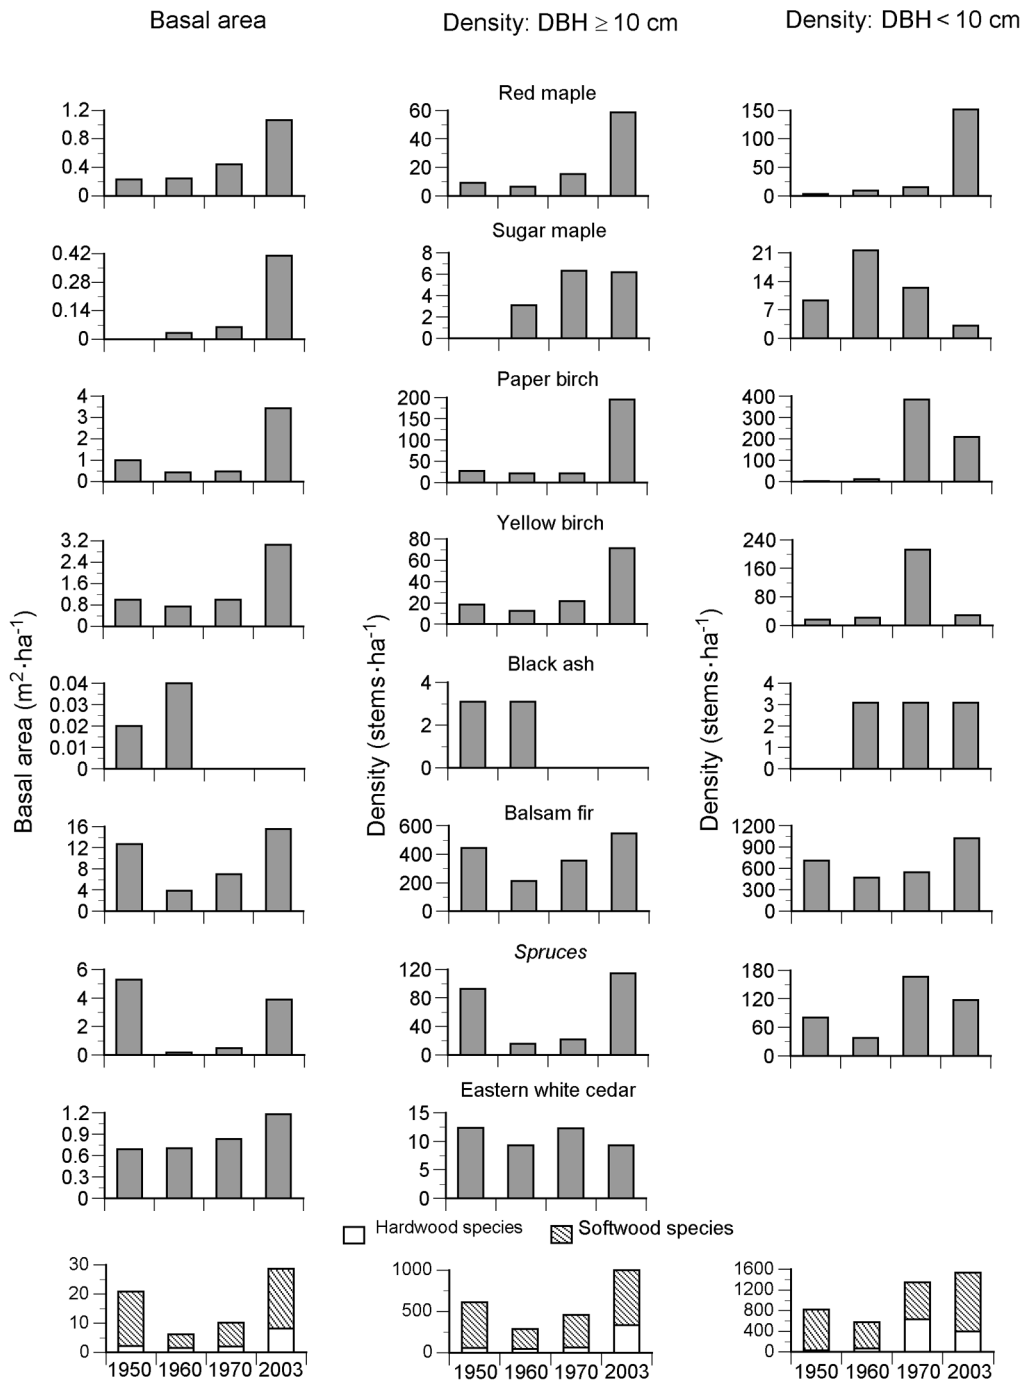 Basal area Density: DBH ≥ 10 cm Density: DBH < 10 cm
Red maple
1.2 0.8 0.4 0
60 40 20 0
150 100 50 0
Sugar maple
0.42 0.28 0.14 0
8 6 4 2 0
21 14 7 0
Paper birch
4 3 2 1 0
200 150 100 50 0
400 300 200 100 0
Yellow birch
3.2 2.4 1.6 0.8 0
80 60 40 20 0
240 160 80 0
Black ash
0.04 0.03 0.02 0.01 0
4 2 0
4 3 2 1 0
Basal area (m²·ha⁻¹)
Density (stems·ha⁻¹)
Density (stems·ha⁻¹)
Balsam fir
16 12 8 4 0
600 400 200 0
1200 900 600 300 0
Spruces
6 4 2 0
120 80 40 0
180 120 60 0
Eastern white cedar
1.2 0.9 0.6 0.3 0
15 10 5 0
Hardwood species Softwood species
30 20 10 0
1000 500 0
1600 1200 800 400 0
1950 1960 1970 2003 1950 1960 1970 2003 1950 1960 1970 2003